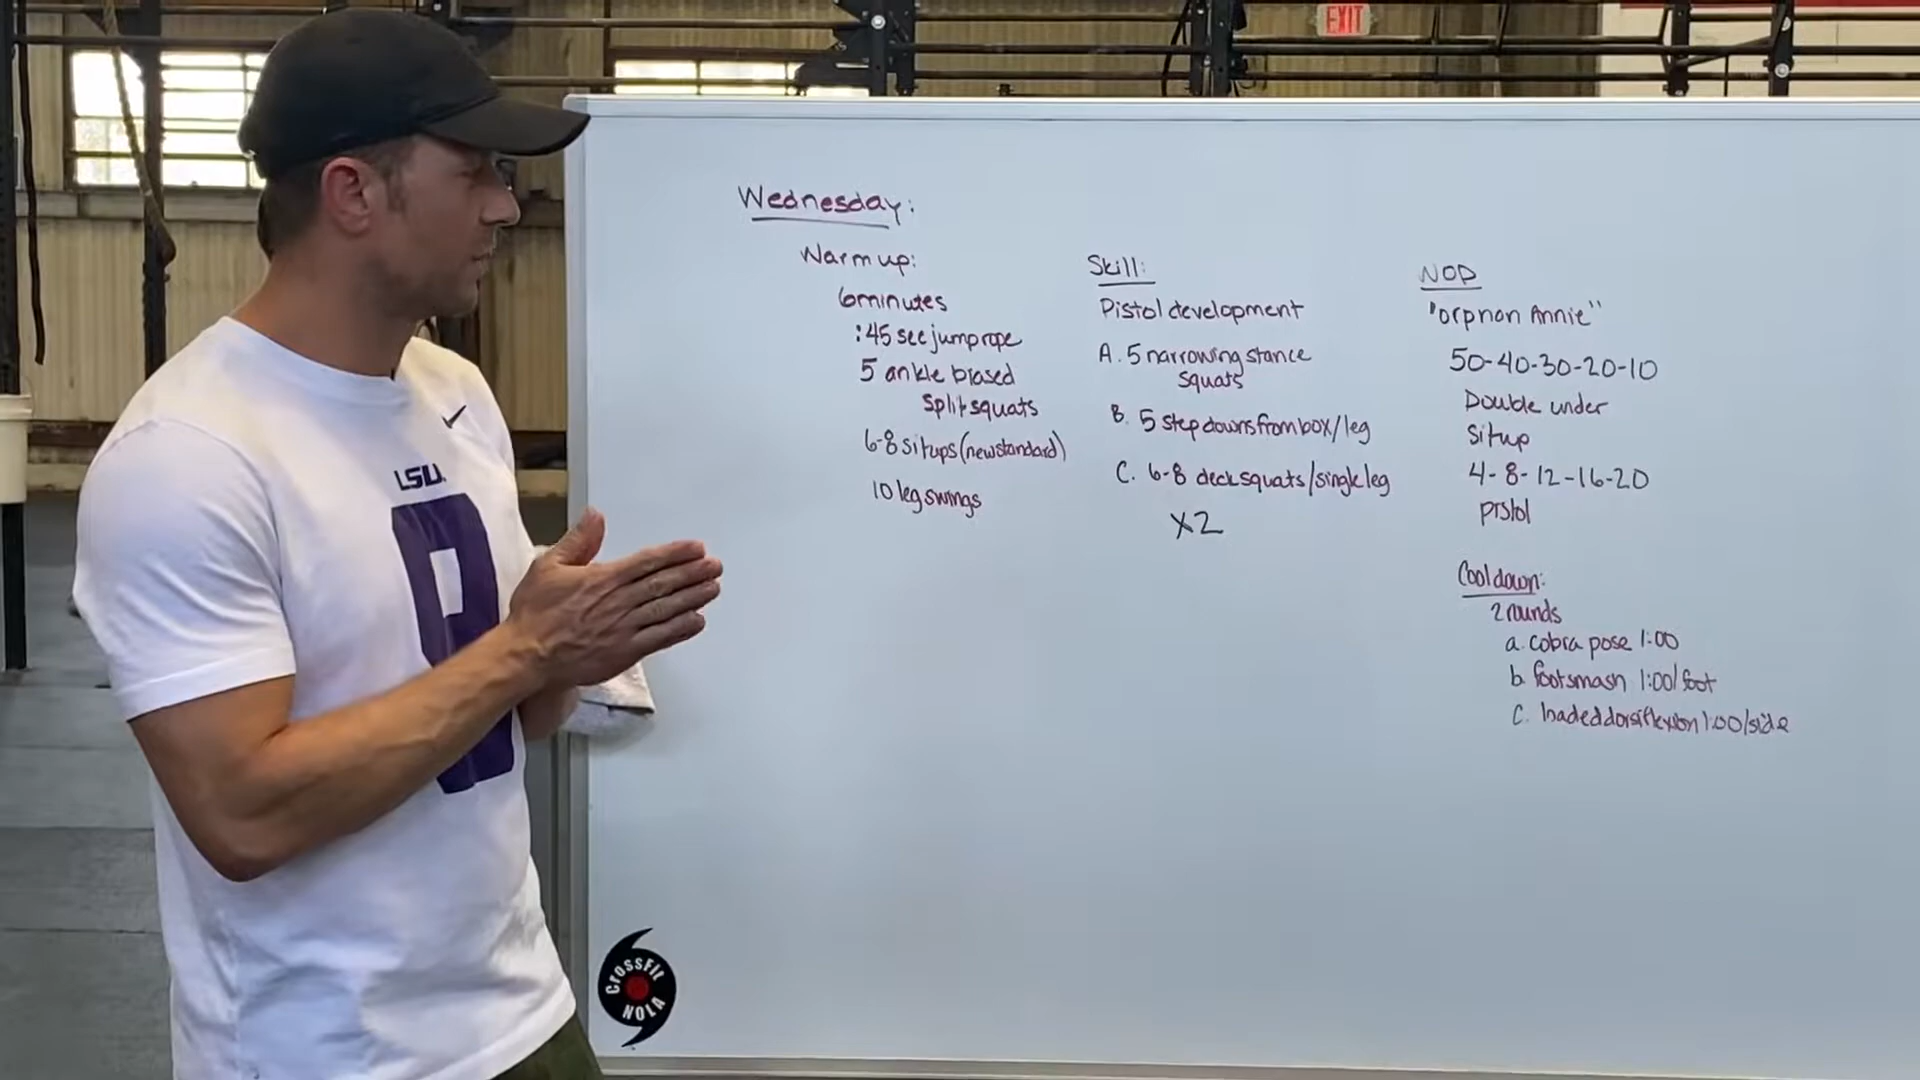 EXIT
Wednesday:
Warm up:
6 minutes
:45 sec jump rope
5 ankle biased
split squats
6-8 situps (new standard)
10 leg swings
Skill:
Pistol development
A. 5 narrowing stance
squats
B. 5 step downs from box/leg
C. 6-8 deck squats/single leg
X2
WOD
"orphan Annie"
50-40-30-20-10
Double under
Situp
4-8-12-16-20
pistol
Cooldown:
2 rounds
a. cobra pose 1:00
b. foot smash 1:00/foot
C. loaded dorsiflexion 1:00/side
LSU
CrossFit
NOLA